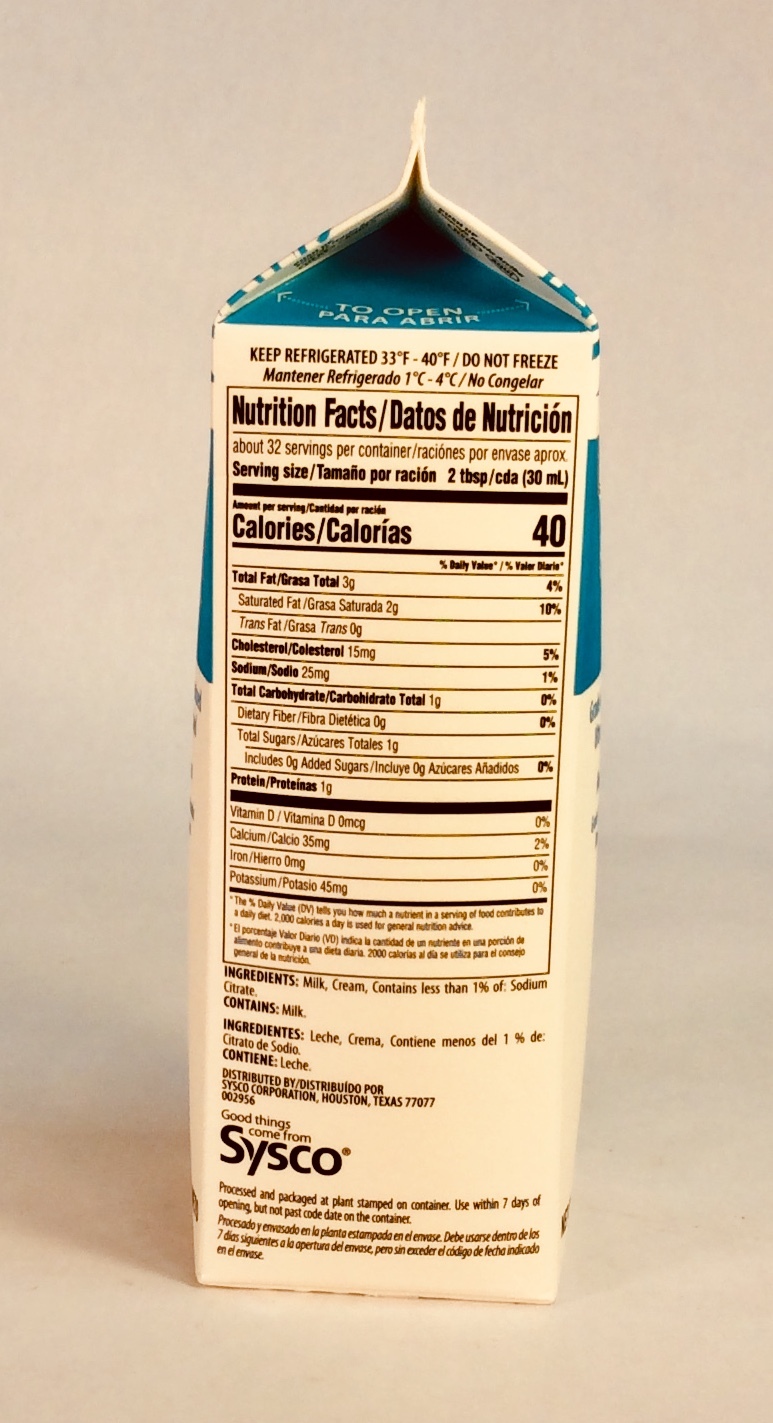 TO OPEN
PARA ABRIR
KEEP REFRIGERATED 33°F - 40°F / DO NOT FREEZE
Mantener Refrigerado 1°C - 4°C / No Congelar
Nutrition Facts/Datos de Nutrición
about 32 servings per container/raciónes por envase aprox.
Serving size/Tamaño por ración 2 tbsp/cda (30 mL)
Amount per serving/Cantidad por ración
Calories/Calorías 40
% Daily Value* / % Valor Diario*
Total Fat/Grasa Total 3g 4%
Saturated Fat/Grasa Saturada 2g 10%
Trans Fat/Grasa Trans 0g
Cholesterol/Colesterol 15mg 5%
Sodium/Sodio 25mg 1%
Total Carbohydrate/Carbohidrato Total 1g 0%
Dietary Fiber/Fibra Dietética 0g 0%
Total Sugars/Azúcares Totales 1g
Includes 0g Added Sugars/Incluye 0g Azúcares Añadidos 0%
Protein/Proteínas 1g
Vitamin D / Vitamina D 0mcg 0%
Calcium/Calcio 35mg 2%
Iron/Hierro 0mg 0%
Potassium/Potasio 45mg 0%
*The % Daily Value (DV) tells you how much a nutrient in a serving of food contributes to
a daily diet. 2,000 calories a day is used for general nutrition advice.
*El porcentaje Valor Diario (VD) indica la cantidad de un nutriente en una porción de
alimento contribuye a una dieta diaria. 2000 calorías al día se utiliza para el consejo
general de la nutrición.
INGREDIENTS: Milk, Cream, Contains less than 1% of: Sodium
Citrate.
CONTAINS: Milk.
INGREDIENTES: Leche, Crema, Contiene menos del 1 % de:
Citrato de Sodio.
CONTIENE: Leche.
DISTRIBUTED BY/DISTRIBUÍDO POR
SYSCO CORPORATION, HOUSTON, TEXAS 77077
002956
Good things
come from
Sysco®
Processed and packaged at plant stamped on container. Use within 7 days of
opening, but not past code date on the container.
Procesado y envasado en la planta estampada en el envase. Debe usarse dentro de los
7 días siguientes a la apertura del envase, pero sin exceder el código de fecha indicado
en el envase.